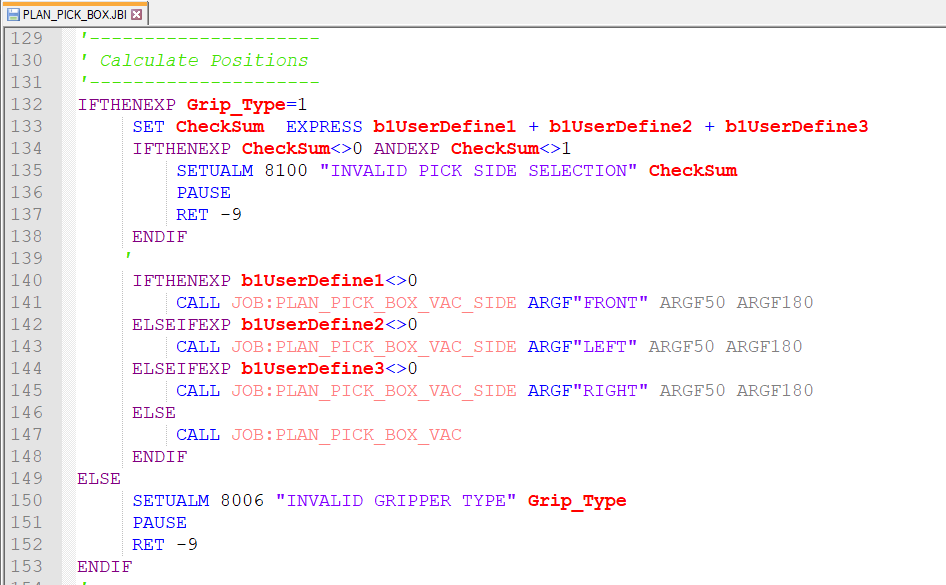 PLAN_PICK_BOX.JBI
129 '---------------------
130 ' Calculate Positions
131 '---------------------
132 IFTHENEXP Grip_Type=1
133 SET CheckSum  EXPRESS b1UserDefine1 + b1UserDefine2 + b1UserDefine3
134 IFTHENEXP CheckSum<>0 ANDEXP CheckSum<>1
135 SETUALM 8100 "INVALID PICK SIDE SELECTION" CheckSum
136 PAUSE
137 RET -9
138 ENDIF
139 '
140 IFTHENEXP b1UserDefine1<>0
141 CALL JOB:PLAN_PICK_BOX_VAC_SIDE ARGF"FRONT" ARGF50 ARGF180
142 ELSEIFEXP b1UserDefine2<>0
143 CALL JOB:PLAN_PICK_BOX_VAC_SIDE ARGF"LEFT" ARGF50 ARGF180
144 ELSEIFEXP b1UserDefine3<>0
145 CALL JOB:PLAN_PICK_BOX_VAC_SIDE ARGF"RIGHT" ARGF50 ARGF180
146 ELSE
147 CALL JOB:PLAN_PICK_BOX_VAC
148 ENDIF
149 ELSE
150 SETUALM 8006 "INVALID GRIPPER TYPE" Grip_Type
151 PAUSE
152 RET -9
153 ENDIF